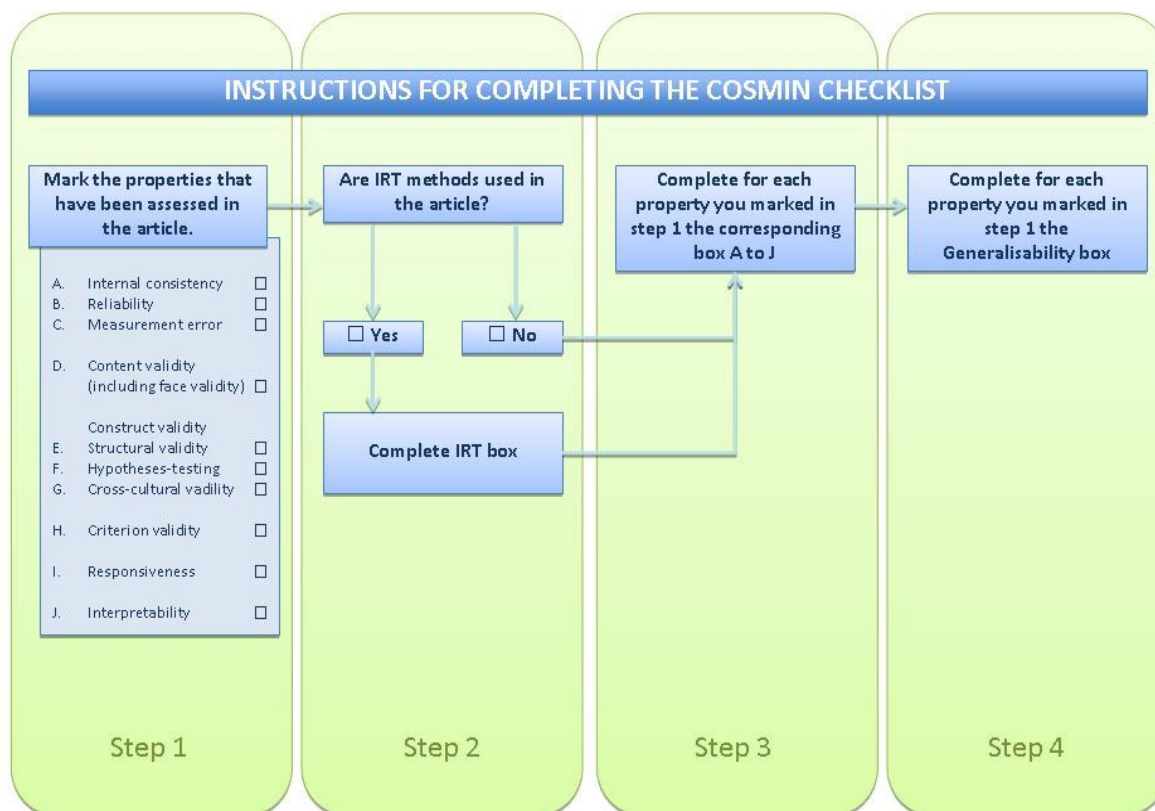 INSTRUCTIONS FOR COMPLETING THE COSMIN CHECKLIST
Mark the properties that
have been assessed in
the article.
A. Internal consistency □
B. Reliability □
C. Measurement error □
D. Content validity
(including face validity) □
Construct validity
E. Structural validity □
F. Hypotheses-testing □
G. Cross-cultural vadility □
H. Criterion validity □
I. Responsiveness □
J. Interpretability □
Step 1
Are IRT methods used in
the article?
□ Yes
□ No
Complete IRT box
Step 2
Complete for each
property you marked in
step 1 the corresponding
box A to J
Step 3
Complete for each
property you marked in
step 1 the
Generalisability box
Step 4